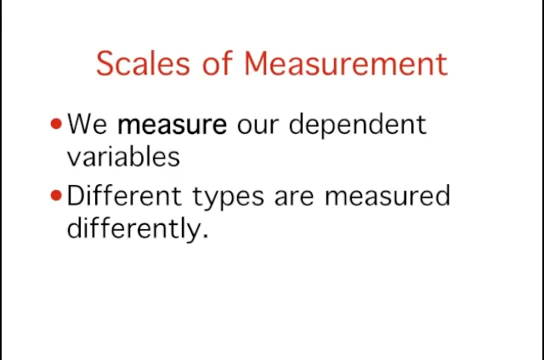 Scales of Measurement
•We measure our dependent
variables
•Different types are measured
differently.